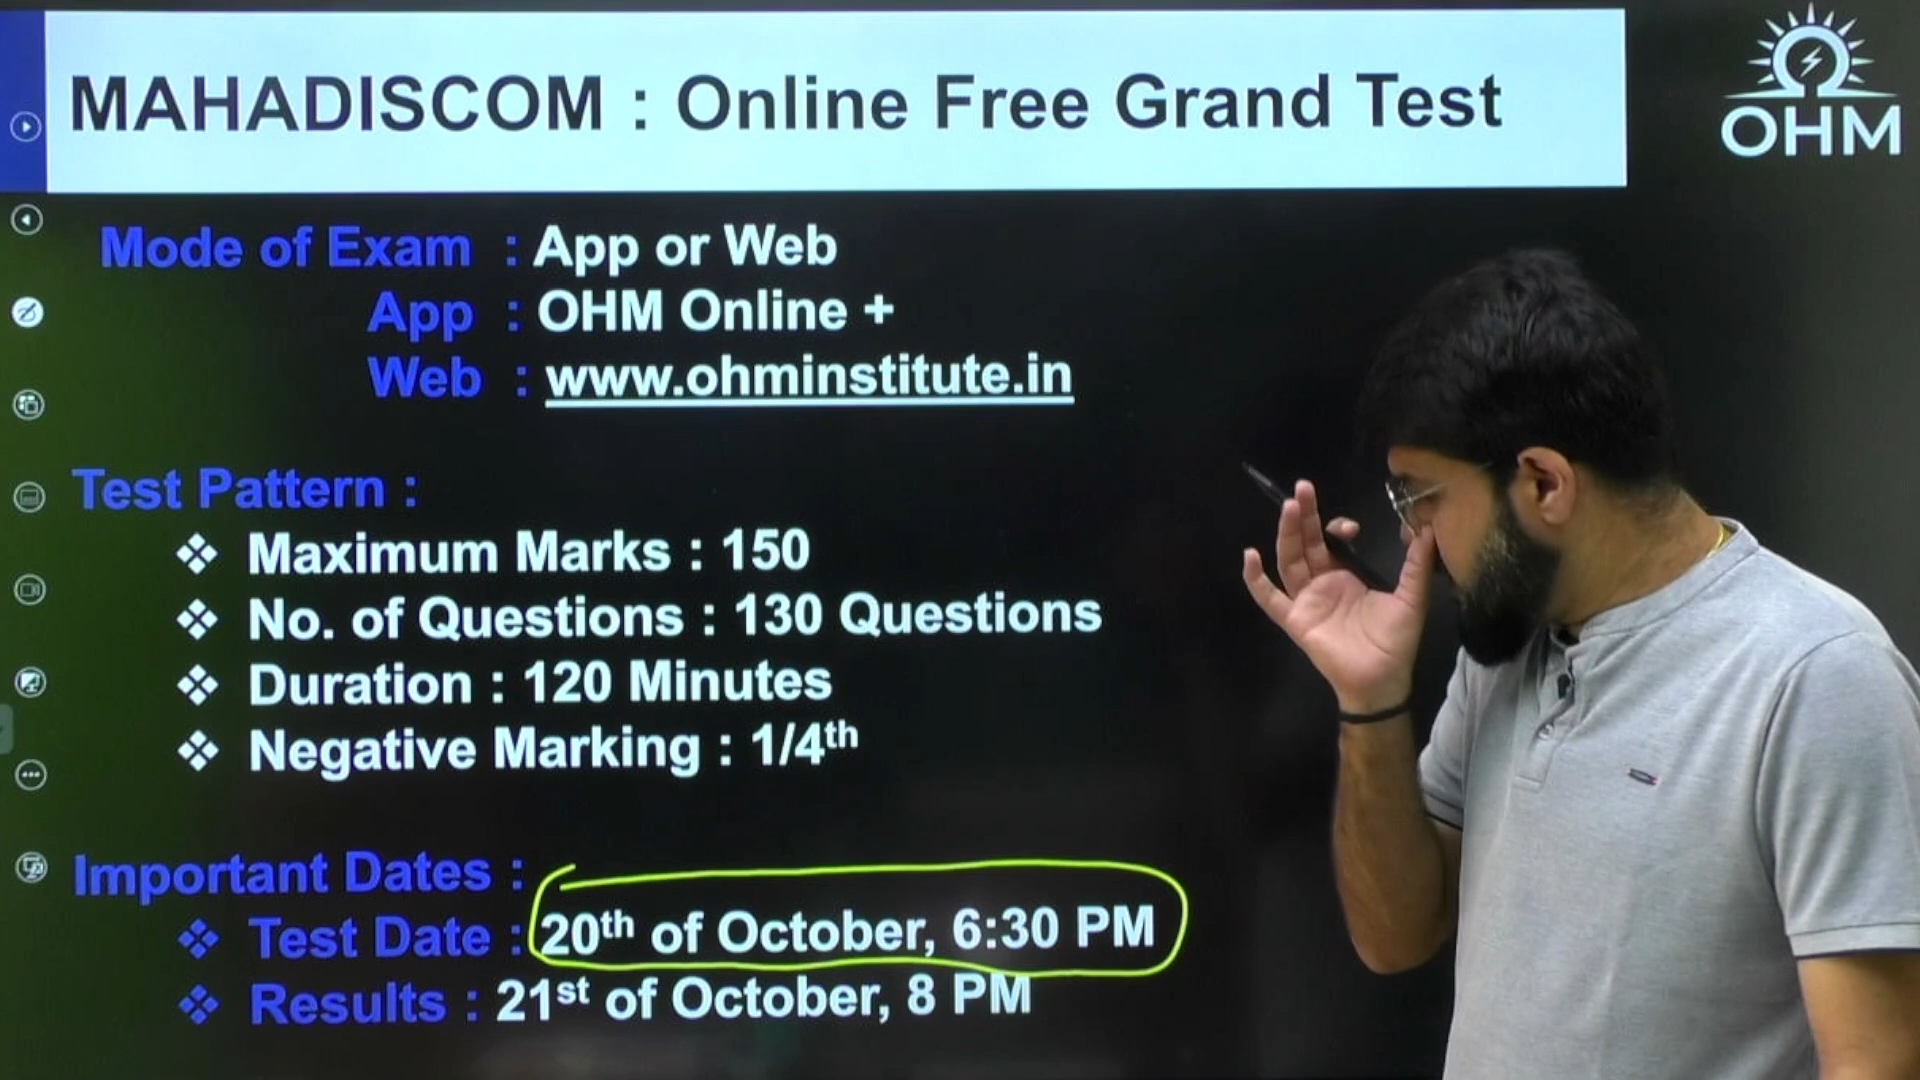 MAHADISCOM : Online Free Grand Test
OHM
Mode of Exam : App or Web
App : OHM Online +
Web : www.ohminstitute.in
Test Pattern :
❖ Maximum Marks : 150
❖ No. of Questions : 130 Questions
❖ Duration : 120 Minutes
❖ Negative Marking : 1/4th
Important Dates :
❖ Test Date : 20th of October, 6:30 PM
❖ Results : 21st of October, 8 PM